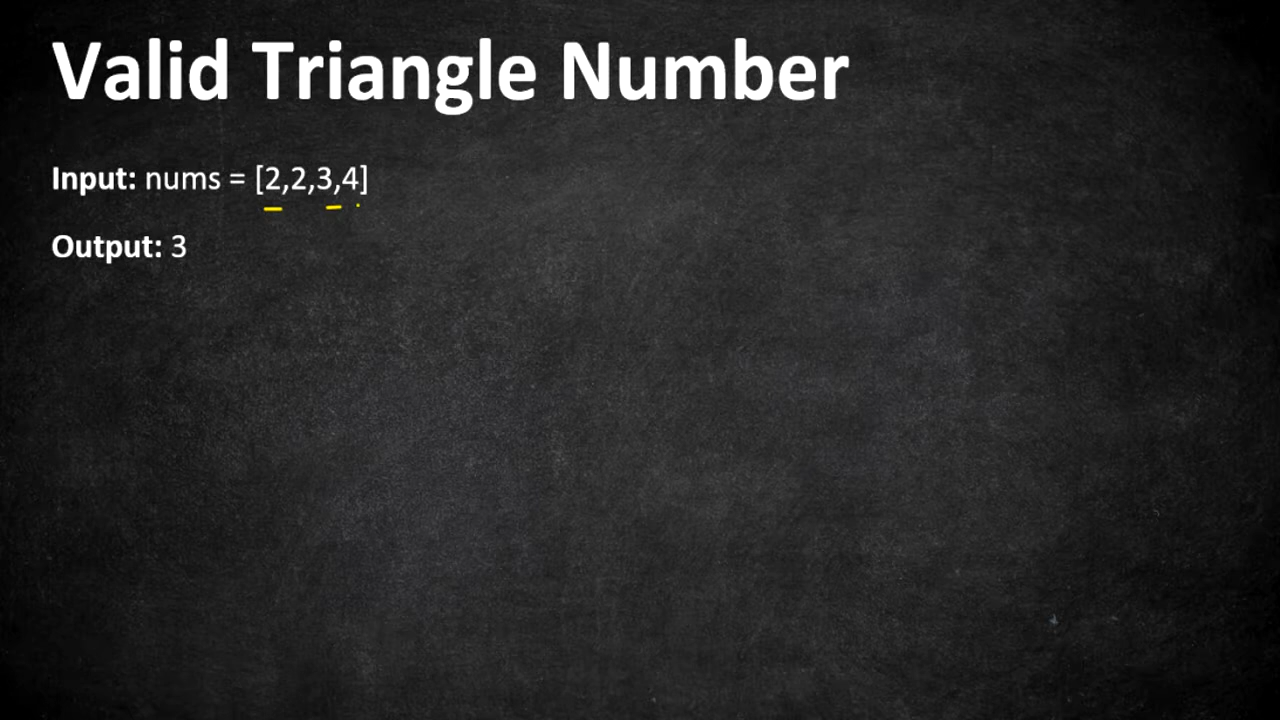 Valid Triangle Number
Input: nums = [2,2,3,4]
Output: 3